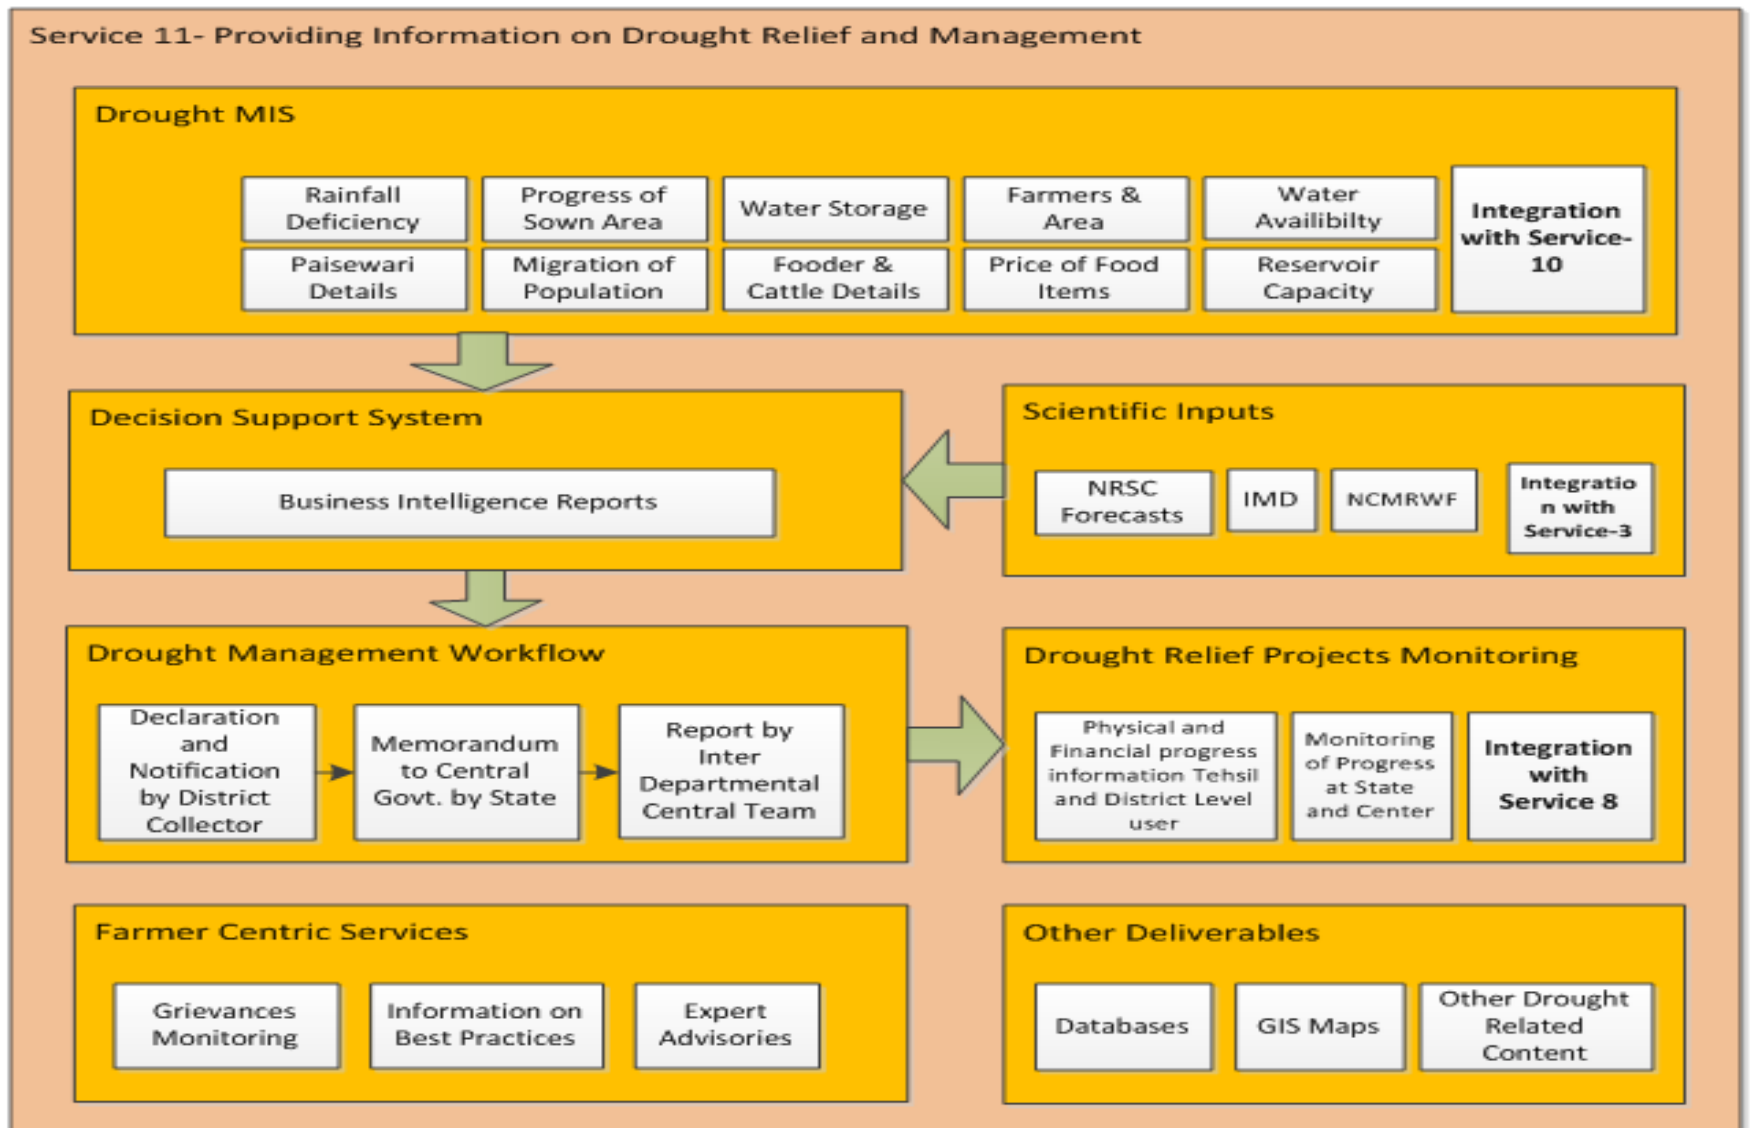 Service 11- Providing Information on Drought Relief and Management
Drought MIS
Rainfall
Deficiency
Progress of
Sown Area
Water Storage
Farmers &
Area
Water
Availibilty
Integration
with Service-
10
Paisewari
Details
Migration of
Population
Fooder &
Cattle Details
Price of Food
Items
Reservoir
Capacity
Decision Support System
Business Intelligence Reports
Scientific Inputs
NRSC
Forecasts
IMD
NCMRWF
Integratio
n with
Service-3
Drought Management Workflow
Declaration
and
Notification
by District
Collector
Memorandum
to Central
Govt. by State
Report by
Inter
Departmental
Central Team
Drought Relief Projects Monitoring
Physical and
Financial progress
information Tehsil
and District Level
user
Monitoring
of Progress
at State
and Center
Integration
with
Service 8
Farmer Centric Services
Grievances
Monitoring
Information on
Best Practices
Expert
Advisories
Other Deliverables
Databases
GIS Maps
Other Drought
Related
Content